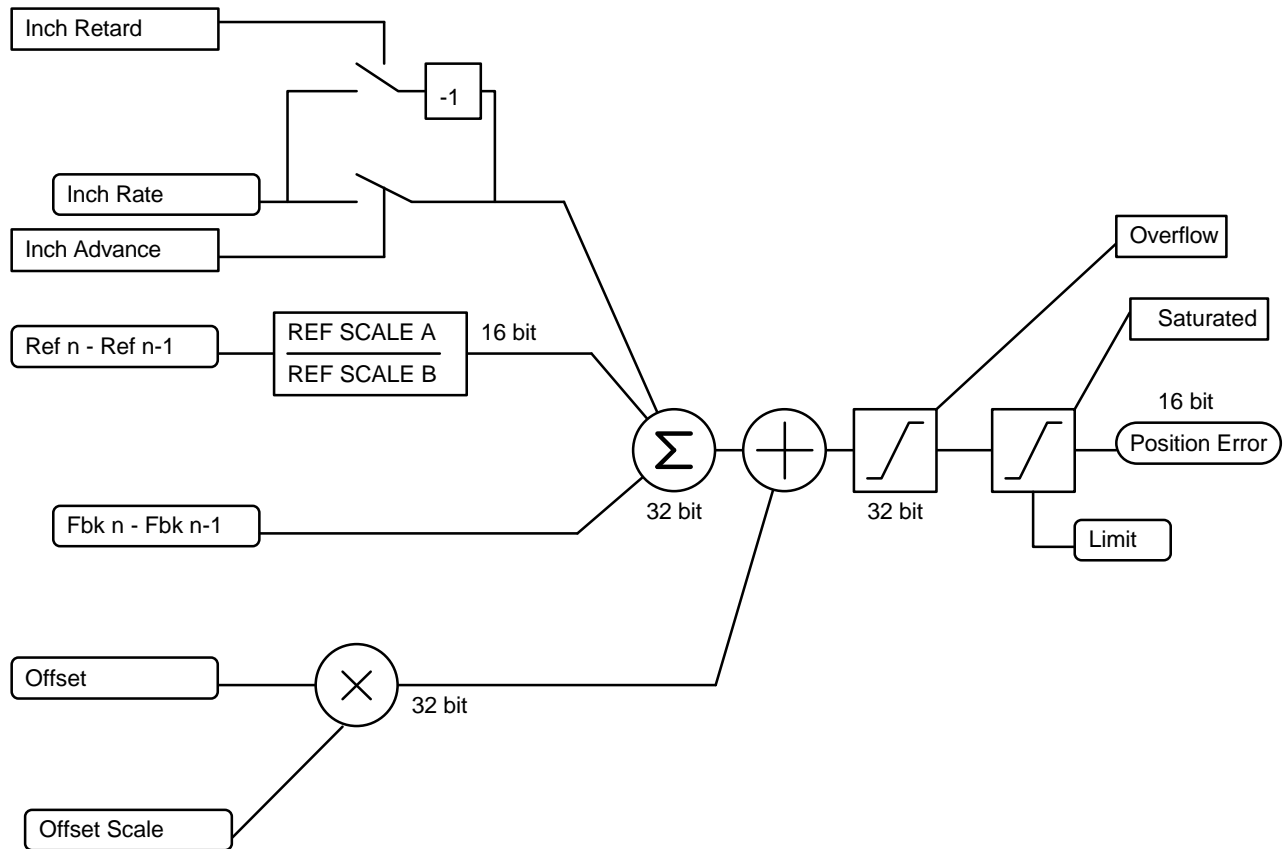 Inch Retard
-1
Inch Rate
Inch Advance
Overflow
Saturated
Ref n - Ref n-1
REF SCALE A
REF SCALE B
16 bit
16 bit
Position Error
Σ
32 bit
32 bit
Fbk n - Fbk n-1
Limit
Offset
32 bit
Offset Scale